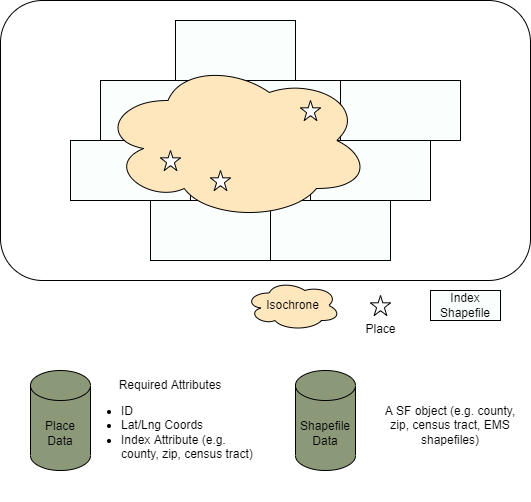 Isochrone
Place
Index
Shapefile
Place
Data
Required Attributes
• ID
• Lat/Lng Coords
• Index Attribute (e.g.
county, zip, census tract)
Shapefile
Data
A SF object (e.g. county,
zip, census tract, EMS
shapefiles)